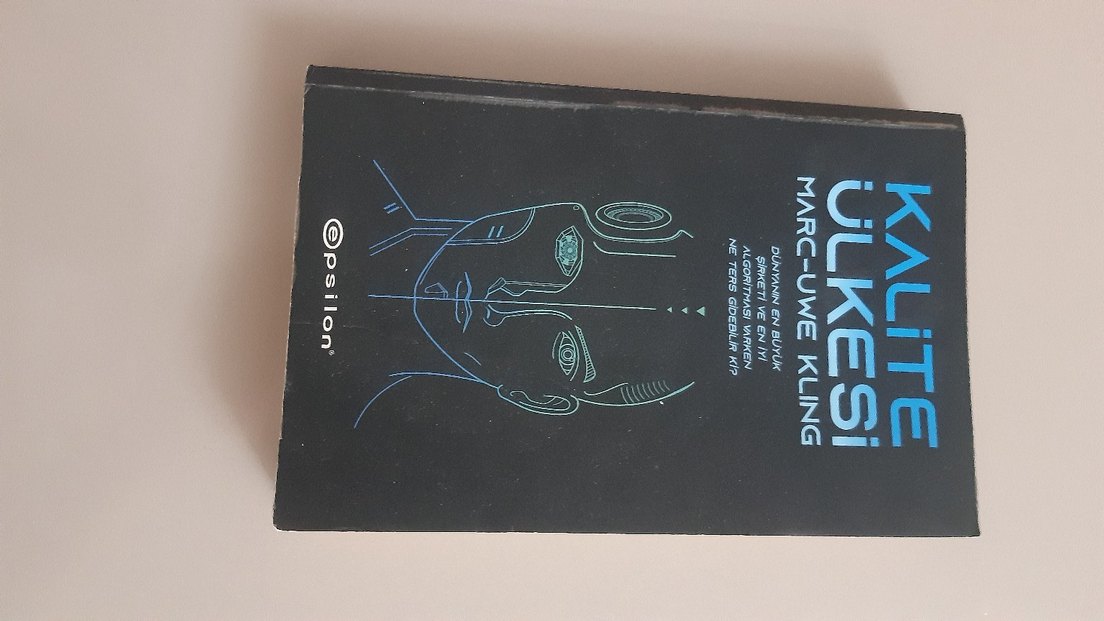 KALİTE
ÜLKESİ
MARC-UWE KLING
DÜNYANIN EN BÜYÜK
ŞİRKETİ VE EN İYİ
ALGORİTMASI VARKEN
NE TERS GİDEBİLİR Kİ?
epsilon®